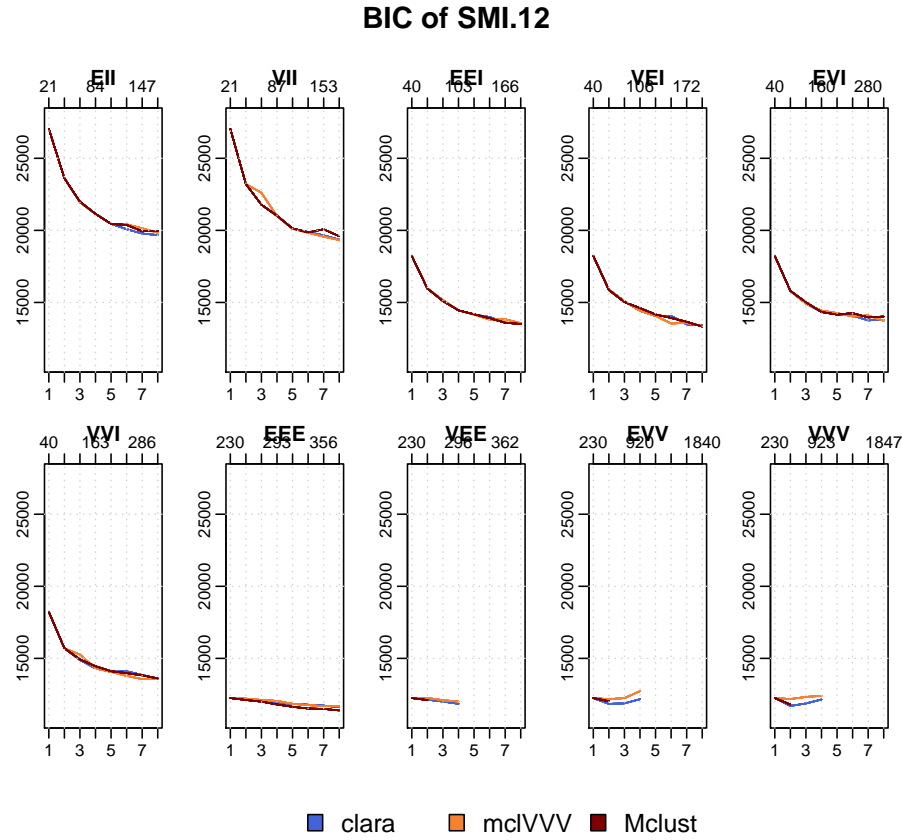 BIC of SMI.12
EII VII EEI VEI EVI
21 84 147 21 87 153 40 103 166 40 106 172 40 160 280
25000 25000 25000 25000 25000
20000 20000 20000 20000 20000
15000 15000 15000 15000 15000
1 3 5 7 1 3 5 7 1 3 5 7 1 3 5 7 1 3 5 7
VVI EEE VEE EVV VVV
40 163 286 230 293 356 230 296 362 230 920 1840 230 923 1847
25000 25000 25000 25000 25000
20000 20000 20000 20000 20000
15000 15000 15000 15000 15000
1 3 5 7 1 3 5 7 1 3 5 7 1 3 5 7 1 3 5 7
clara mclVVV Mclust